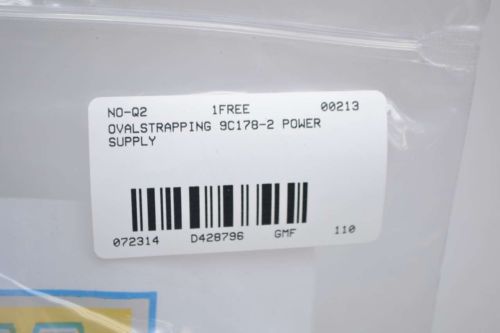 NO-Q2 1FREE 00213
OVALSTRAPPING 9C178-2 POWER
SUPPLY
072314 D428796 GMF 110